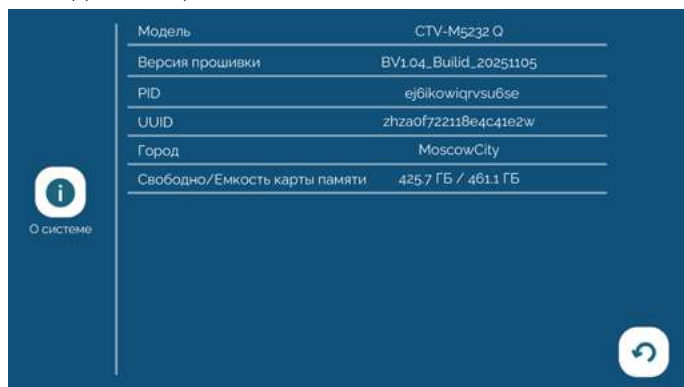 Модель CTV-M5232 Q
Версия прошивки BV1.04_Builid_20251105
PID ej6ikowiqrvsu6se
UUID zhza0f722118e4c41e2w
Город MoscowCity
Свободно/Емкость карты памяти 425.7 ГБ / 461.1 ГБ
О системе